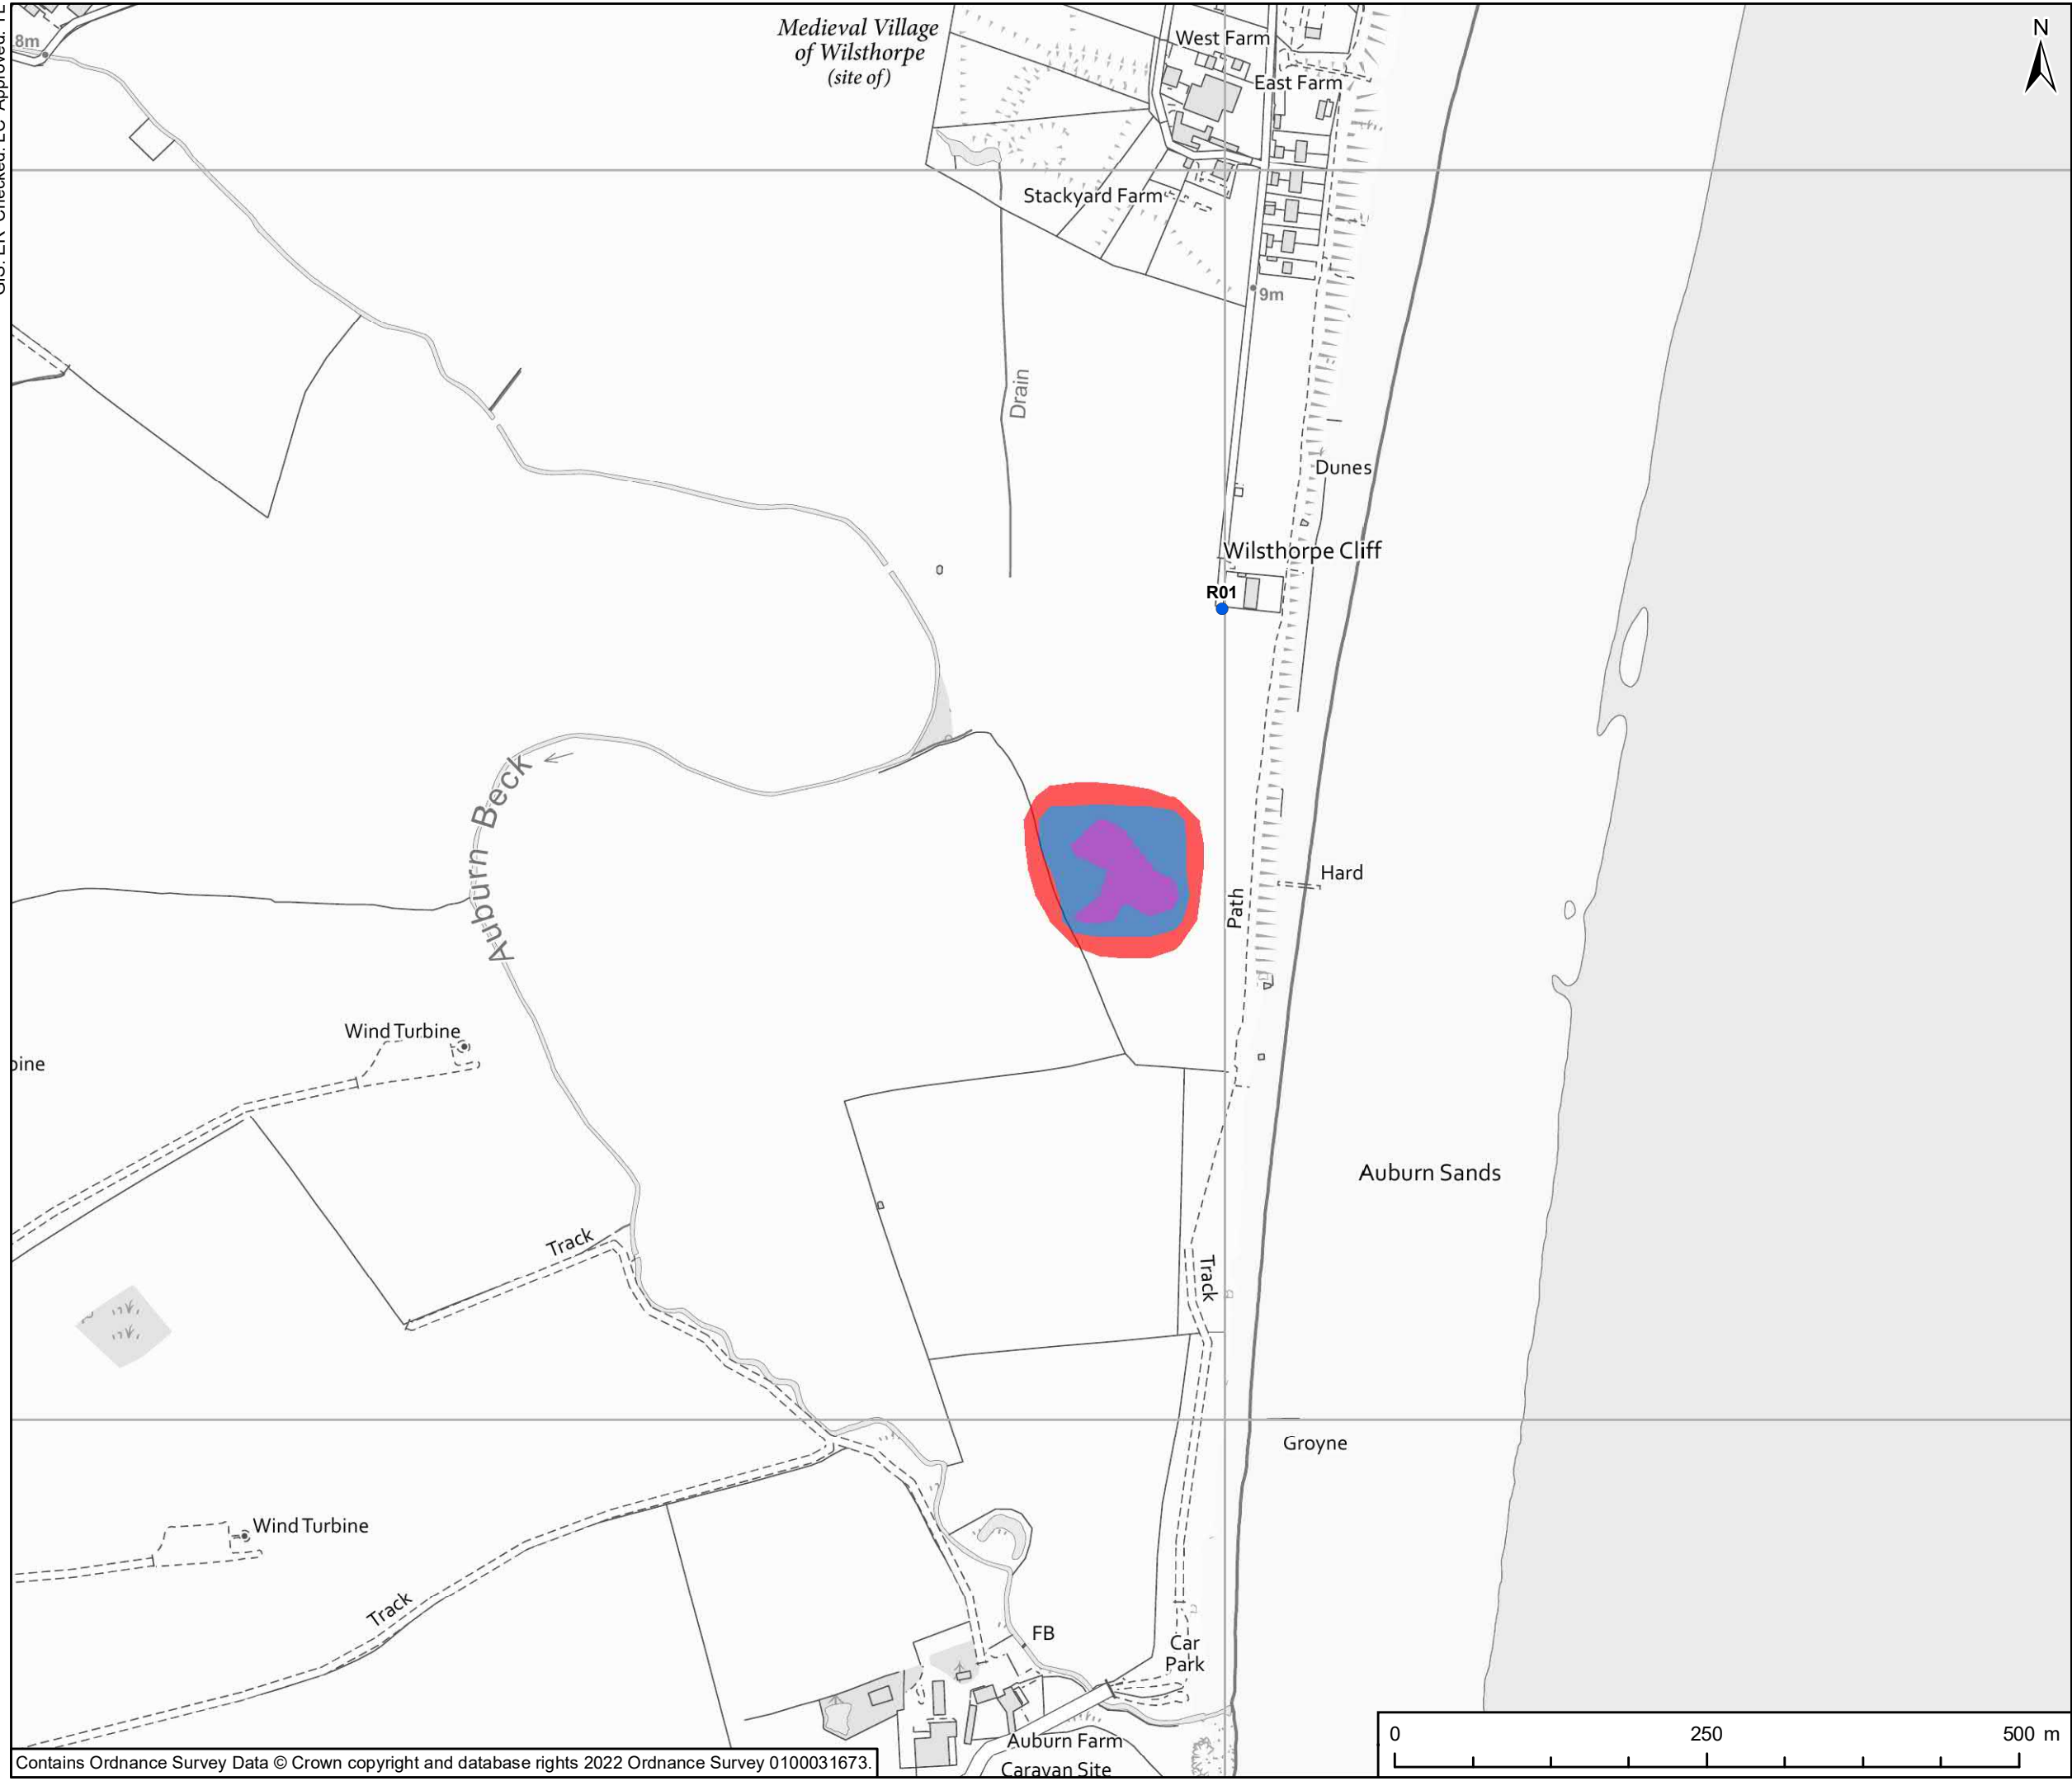 Medieval Village
of Wilsthorpe
(site of)
West Farm
East Farm
N
8m
Stackyard Farm
9m
Drain
Dunes
Wilsthorpe Cliff
R01
Auburn Beck
Path
Hard
Wind Turbine
bine
Auburn Sands
Track
Track
Groyne
Wind Turbine
Track
FB
Car
Park
Auburn Farm
Caravan Site
0 250 500 m
Contains Ordnance Survey Data © Crown copyright and database rights 2022 Ordnance Survey 0100031673.